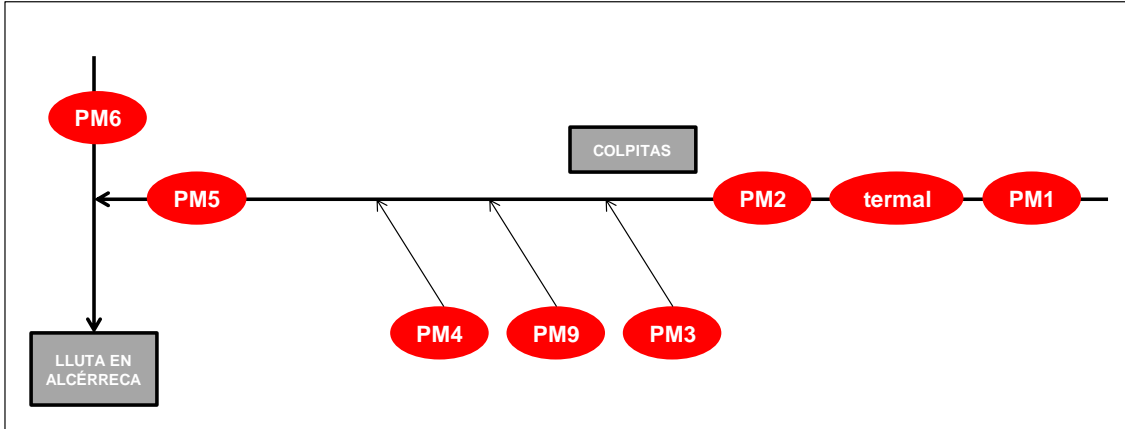 PM6
COLPITAS
PM5
PM2
termal
PM1
PM4
PM9
PM3
LLUTA EN
ALCÉRRECA